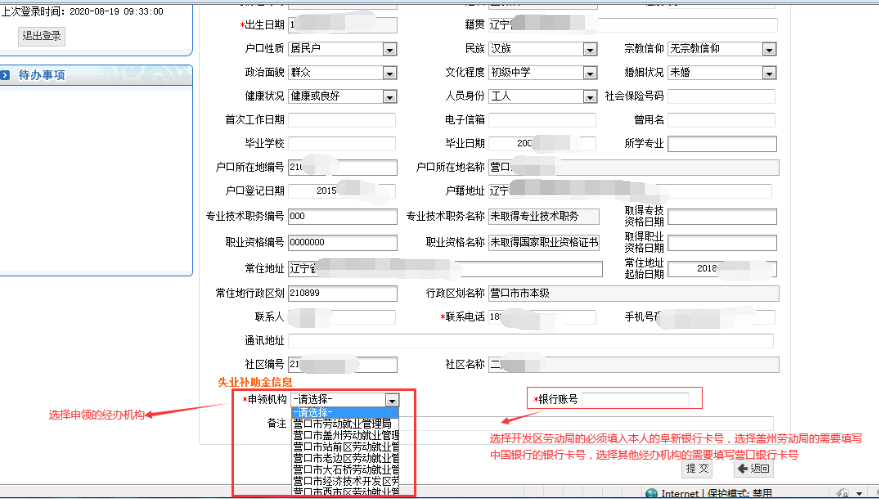 上次登录时间：2020-08-19 09:33:00
退出登录
待办事项
*出生日期 1 籍贯 辽宁
户口性质 居民户 民族 汉族 宗教信仰 无宗教信仰
政治面貌 群众 文化程度 初级中学 婚姻状况 未婚
健康状况 健康或良好 人员身份 工人 社会保险号码
首次工作日期 电子信箱 曾用名
毕业学校 毕业日期 200 所学专业
户口所在地编号 210 户口所在地名称 营口
户口登记日期 2015 户籍地址 辽宁
专业技术职务编号 000 专业技术职务名称 未取得专业技术职务 取得专技
资格日期
职业资格编号 0000000 职业资格名称 未取得国家职业资格证书 取得职业
资格日期
常住地址 辽宁省 常住地址
起始日期 2018
常住地行政区划 210899 行政区划名称 营口市市本级
联系人 *联系电话 18 手机号码
通讯地址
社区编号 21 社区名称 二
失业补助金信息
*申领机构 -请选择- *银行账号
-请选择-
备注 营口市劳动就业管理局
营口市盖州劳动就业管理
营口市站前区劳动就业管
营口市老边区劳动就业管
营口市大石桥劳动就业管
营口市经济技术开发区劳
营口市西市区劳动就业管
选择申领的经办机构
选择开发区劳动局的必须填入本人的阜新银行卡号，选择盖州劳动局的需要填写
中国银行的银行卡号，选择其他经办机构的需要填写营口银行卡号
提 交 返回
Internet | 保护模式: 禁用